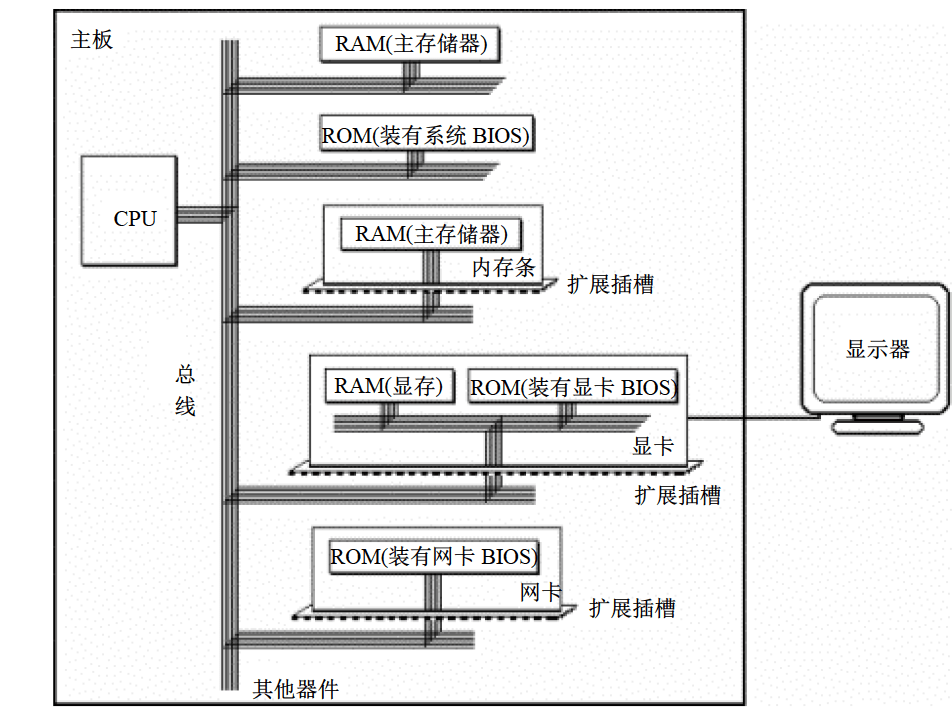 主板
RAM(主存储器)
ROM(装有系统 BIOS)
CPU
RAM(主存储器)
内存条
扩展插槽
总
线
RAM(显存)
ROM(装有显卡 BIOS)
显卡
扩展插槽
显示器
ROM(装有网卡 BIOS)
网卡
扩展插槽
其他器件